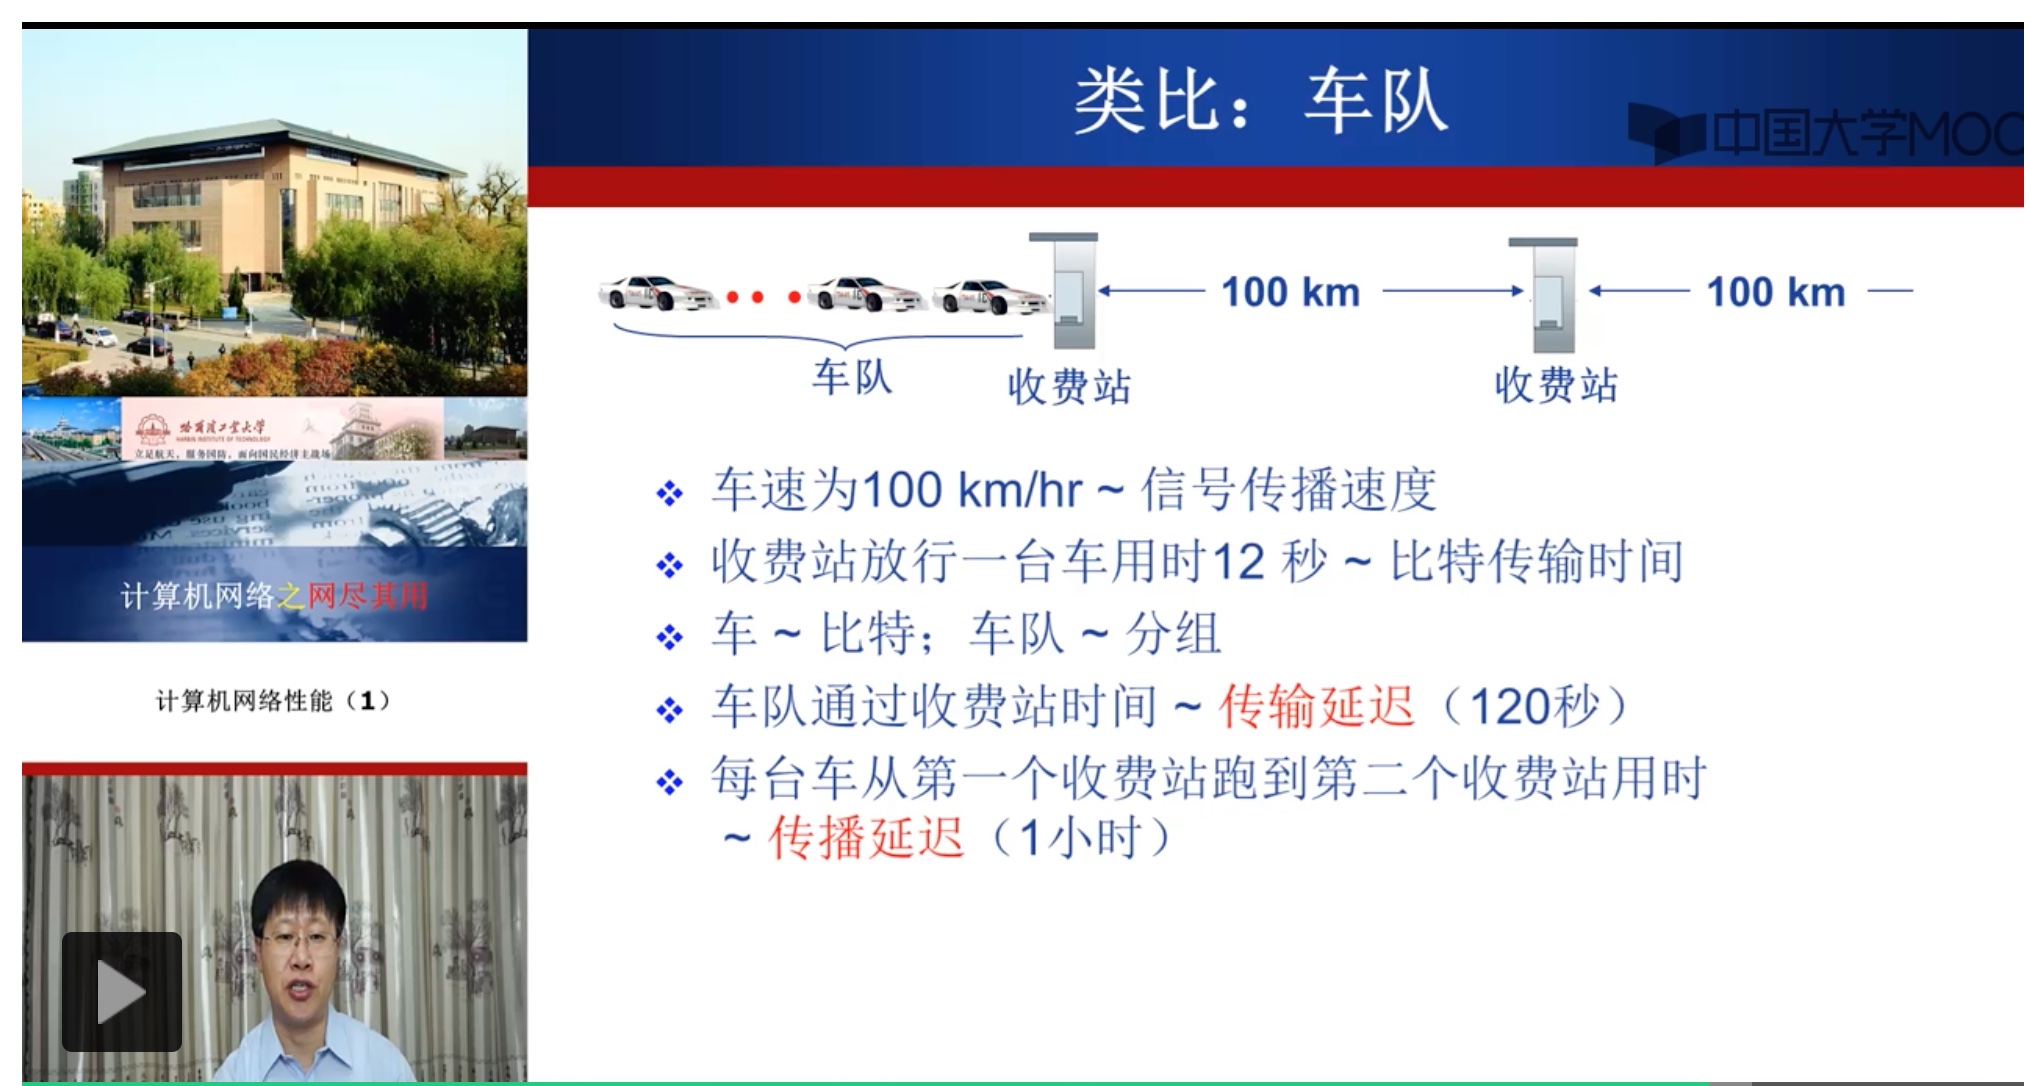 类比：车队
中国大学MOO
100 km
100 km
车队
收费站
收费站
哈尔滨工业大学
HARBIN INSTITUTE OF TECHNOLOGY
立足航天，服务国防，面向国民经济主战场
计算机网络之网尽其用
计算机网络性能（1）
车速为100 km/hr ~ 信号传播速度
收费站放行一台车用时12 秒 ~ 比特传输时间
车 ~ 比特；车队 ~ 分组
车队通过收费站时间 ~ 传输延迟（120秒）
每台车从第一个收费站跑到第二个收费站用时
~ 传播延迟（1小时）